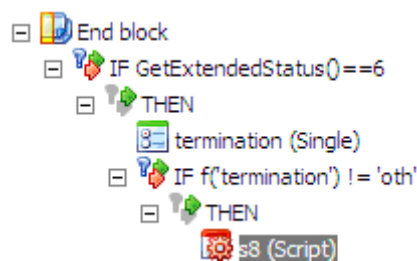 End block
IF GetExtendedStatus()==6
THEN
termination (Single)
IF f('termination') != 'oth'
THEN
s8 (Script)